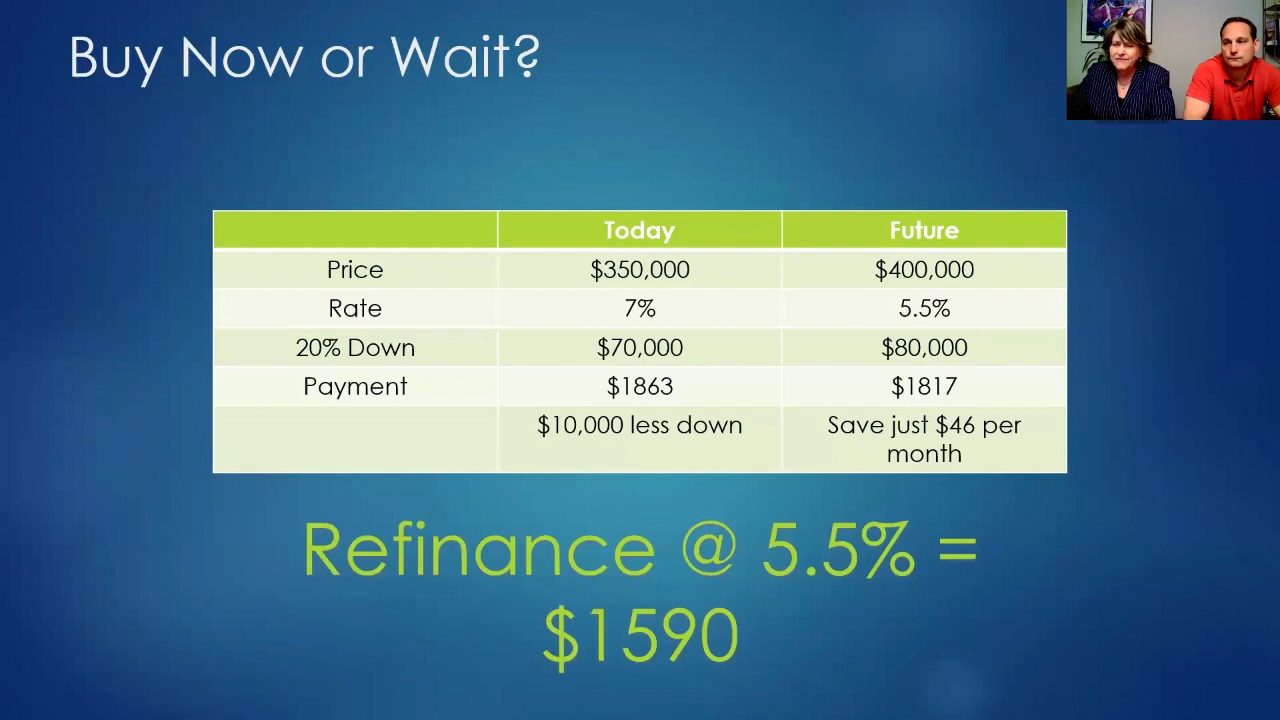 Buy Now or Wait?
Today Future
Price $350,000 $400,000
Rate 7% 5.5%
20% Down $70,000 $80,000
Payment $1863 $1817
$10,000 less down Save just $46 per
month
Refinance @ 5.5% =
$1590